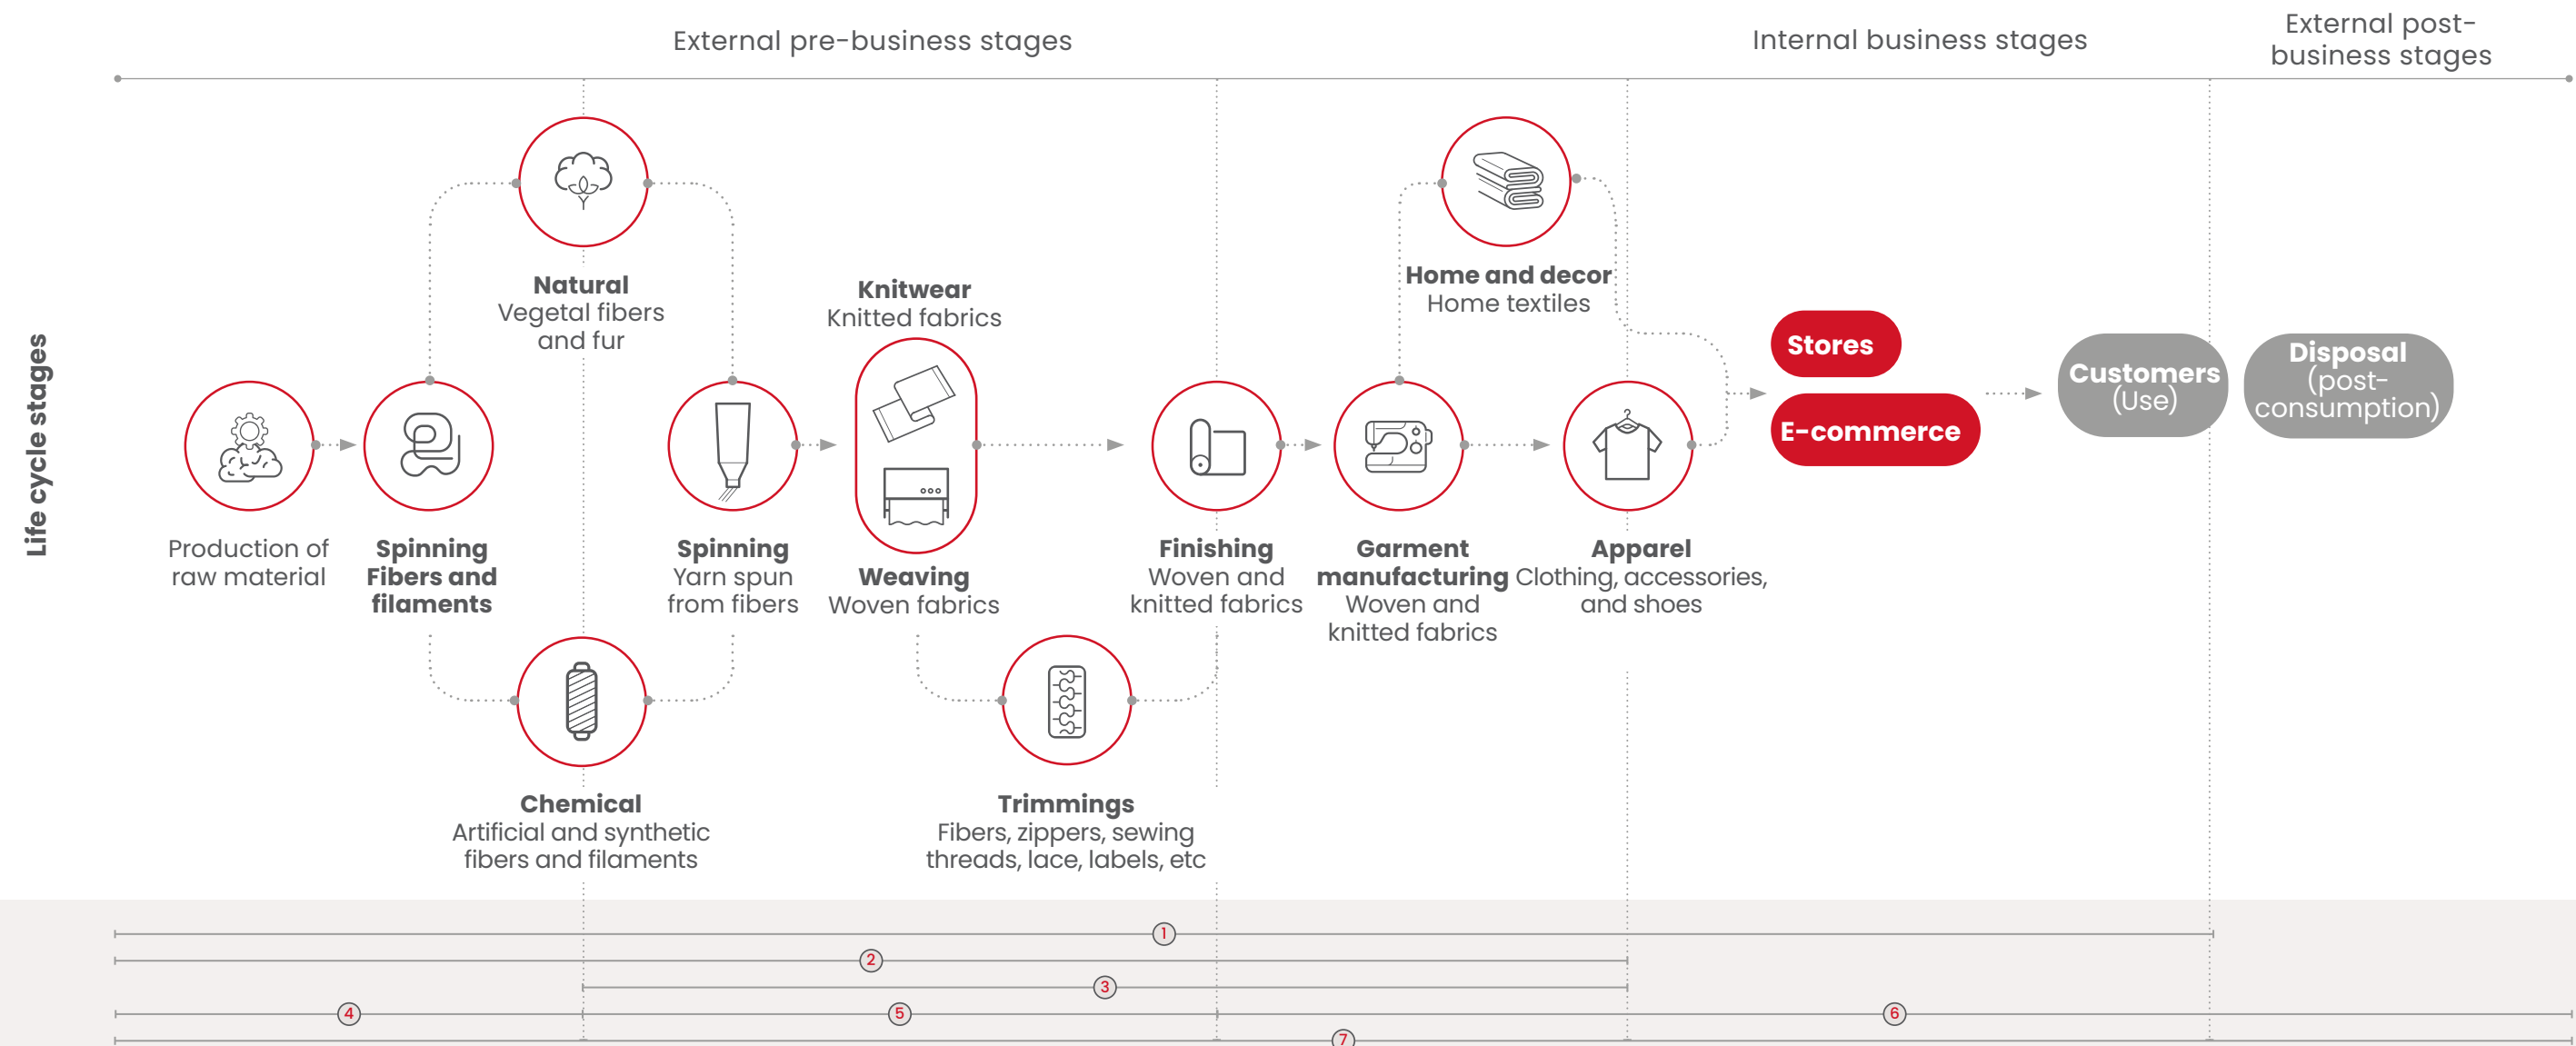 External pre-business stages
Internal business stages
External post-
business stages
Life cycle stages
Natural
Vegetal fibers
and fur
Knitwear
Knitted fabrics
Home and decor
Home textiles
Stores
E-commerce
Customers
(Use)
Disposal
(post-
consumption)
Production of
raw material
Spinning
Fibers and
filaments
Spinning
Yarn spun
from fibers
Weaving
Woven fabrics
Finishing
Woven and
knitted fabrics
Garment
manufacturing
Woven and
knitted fabrics
Apparel
Clothing, accessories,
and shoes
Chemical
Artificial and synthetic
fibers and filaments
Trimmings
Fibers, zippers, sewing
threads, lace, labels, etc
1
2
3
4
5
6
7